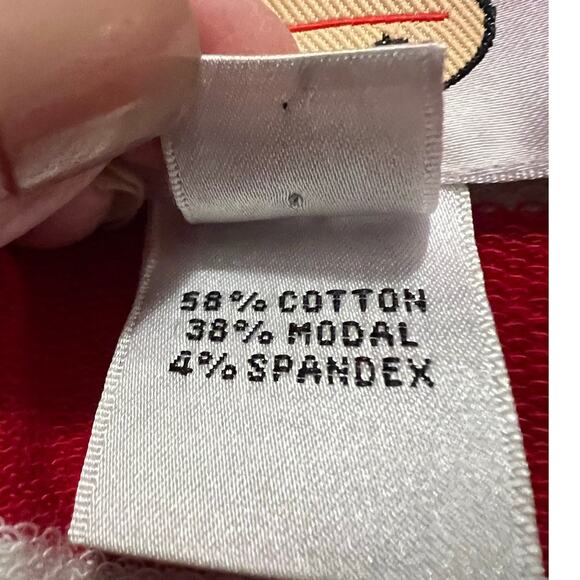 58% COTTON
38% MODAL
4% SPANDEX